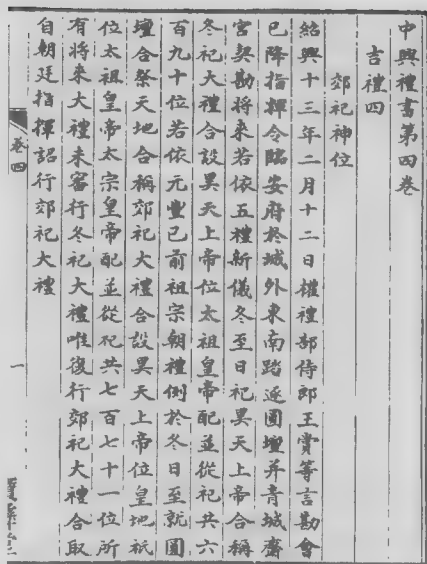 中興禮書第四卷
吉禮四
郊祀神位
紹興十三年二月十二日權禮部侍郎王賞等言勘會
已降指揮令臨安府於城外東南踏逐圜壇并青城齋
宮契勘將來若依五禮新儀冬至日祀昊天上帝合稱
冬祀大禮合設昊天上帝位太祖皇帝配並從祀共六
百九十位若依元豐已前祖宗朝禮例於冬日至就圜
壇合祭天地合稱郊祀大禮合設昊天上帝位皇地祇
位太祖皇帝太宗皇帝配並從祀共七百七十一位所
有將來大禮未審行冬祀大禮唯復行郊祀大禮合取
自朝廷指揮詔行郊祀大禮
卷四
一